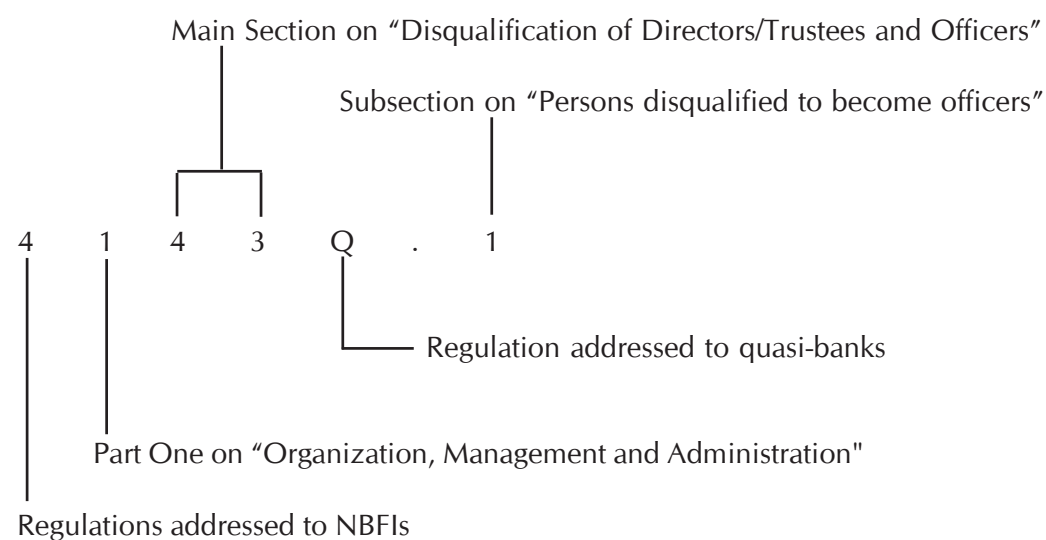 Main Section on “Disqualification of Directors/Trustees and Officers”
Subsection on “Persons disqualified to become officers”
4 1 4 3 Q . 1
Regulation addressed to quasi-banks
Part One on “Organization, Management and Administration"
Regulations addressed to NBFIs